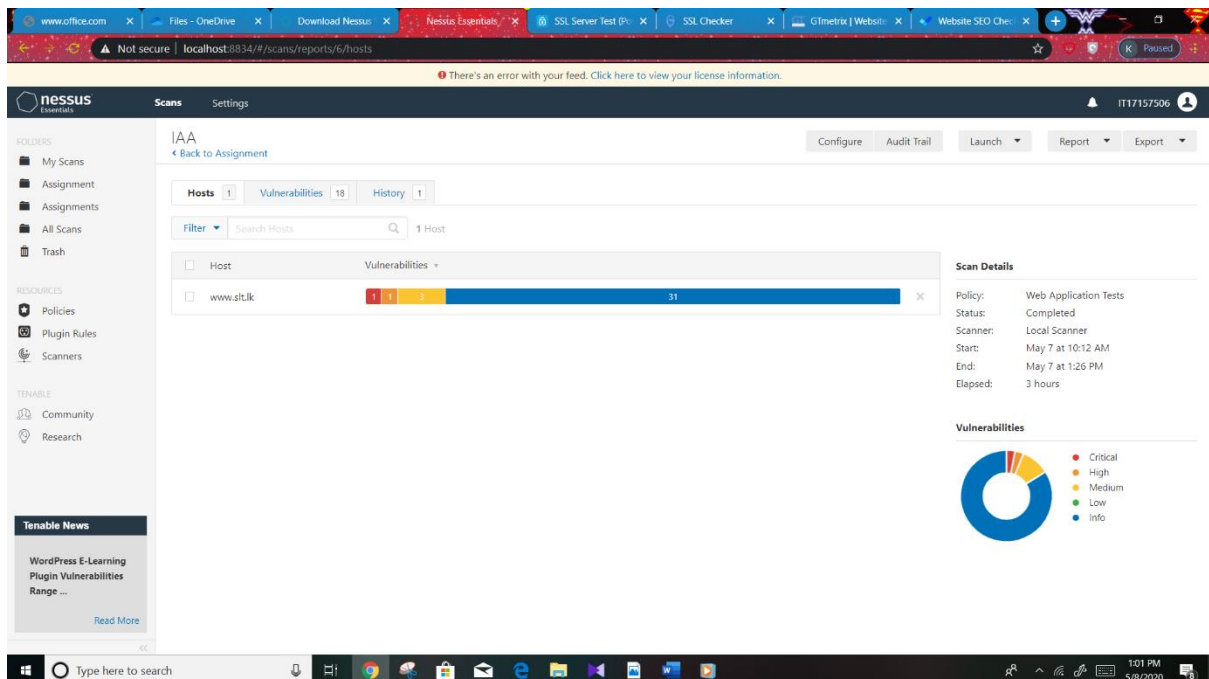 www.office.com
Files - OneDrive
Download Nessus
Nessus Essentials /
SSL Server Test (Po
SSL Checker
GTmetrix | Website
Website SEO Chec
Not secure | localhost:8834/#/scans/reports/6/hosts
K Paused
There's an error with your feed. Click here to view your license information.
nessus Essentials
Scans Settings
IT17157506
FOLDERS
My Scans
Assignment
Assignments
All Scans
Trash
RESOURCES
Policies
Plugin Rules
Scanners
TENABLE
Community
Research
Tenable News
WordPress E-Learning
Plugin Vulnerabilities
Range ...
Read More
IAA
Back to Assignment
Configure Audit Trail Launch Report Export
Hosts 1 Vulnerabilities 18 History 1
Filter Search Hosts 1 Host
Host Vulnerabilities
www.slt.lk 1 1 3 31
Scan Details
Policy: Web Application Tests
Status: Completed
Scanner: Local Scanner
Start: May 7 at 10:12 AM
End: May 7 at 1:26 PM
Elapsed: 3 hours
Vulnerabilities
Critical
High
Medium
Low
Info
Type here to search
1:01 PM
5/8/2020